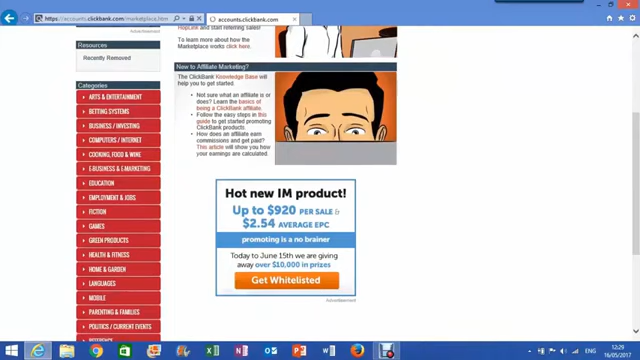 https://accounts.clickbank.com/marketplace.htm
accounts.clickbank.com
HopLink and start referring sales!
To learn more about how the
Marketplace works click here.
Advertisement
Resources
Recently Removed
Categories
ARTS & ENTERTAINMENT
BETTING SYSTEMS
BUSINESS / INVESTING
COMPUTERS / INTERNET
COOKING, FOOD & WINE
E-BUSINESS & E-MARKETING
EDUCATION
EMPLOYMENT & JOBS
FICTION
GAMES
GREEN PRODUCTS
HEALTH & FITNESS
HOME & GARDEN
LANGUAGES
MOBILE
PARENTING & FAMILIES
POLITICS / CURRENT EVENTS
REFERENCE
New to Affiliate Marketing?
The ClickBank Knowledge Base will
help you to get started.
Not sure what an affiliate is or
does? Learn the basics of
being a ClickBank affiliate.
Follow the easy steps in this
guide to get started promoting
ClickBank products.
How does an affiliate earn
commissions and get paid?
This article will show you
how your earnings are calculated.
Hot new IM product!
Up to $920 PER SALE &
$2.54 AVERAGE EPC
promoting is a no brainer
Today to June 15th we are giving
away over $10,000 in prizes
Get Whitelisted
Advertisement
ENG
12:29
16/05/2017